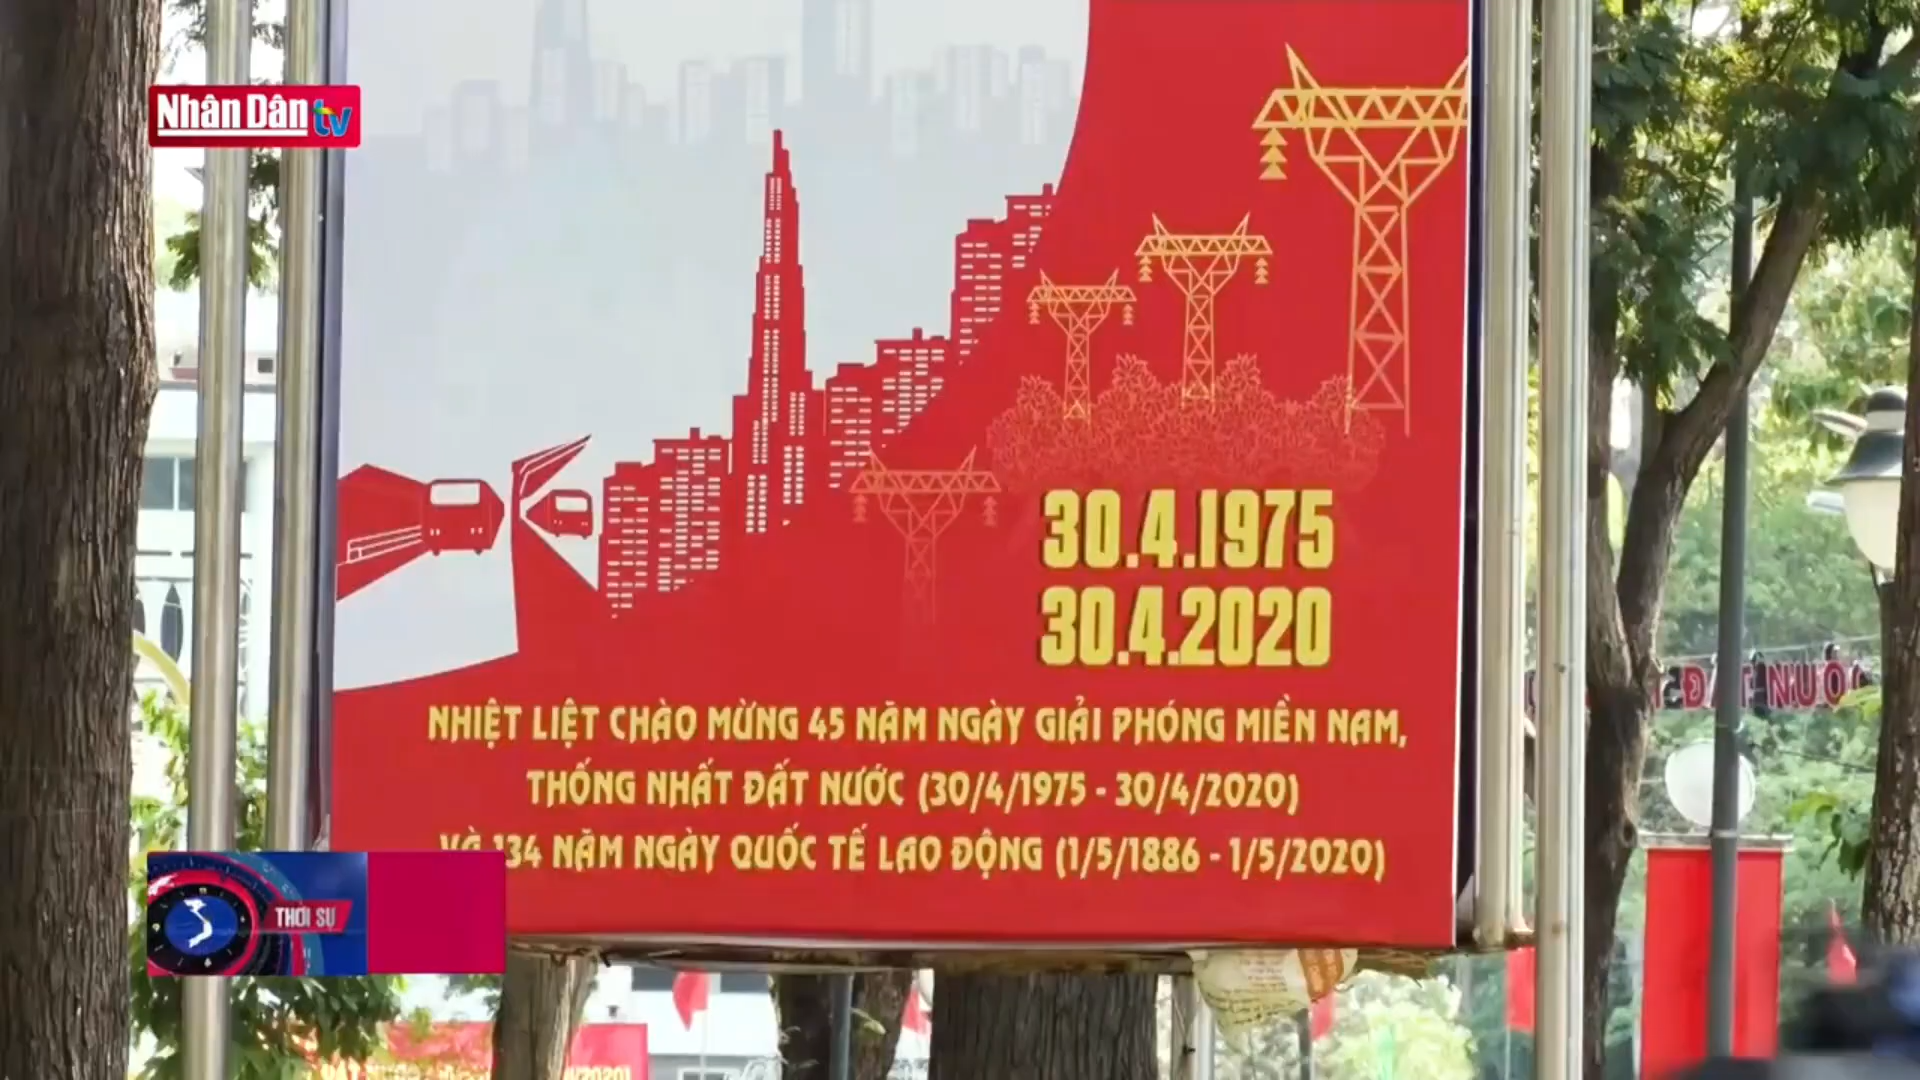 Nhân Dân tv
30.4.1975
30.4.2020
NHIỆT LIỆT CHÀO MỪNG 45 NĂM NGÀY GIẢI PHÓNG MIỀN NAM,
THỐNG NHẤT ĐẤT NƯỚC (30/4/1975 - 30/4/2020)
VÀ 134 NĂM NGÀY QUỐC TẾ LAO ĐỘNG (1/5/1886 - 1/5/2020)
THỜI SỰ